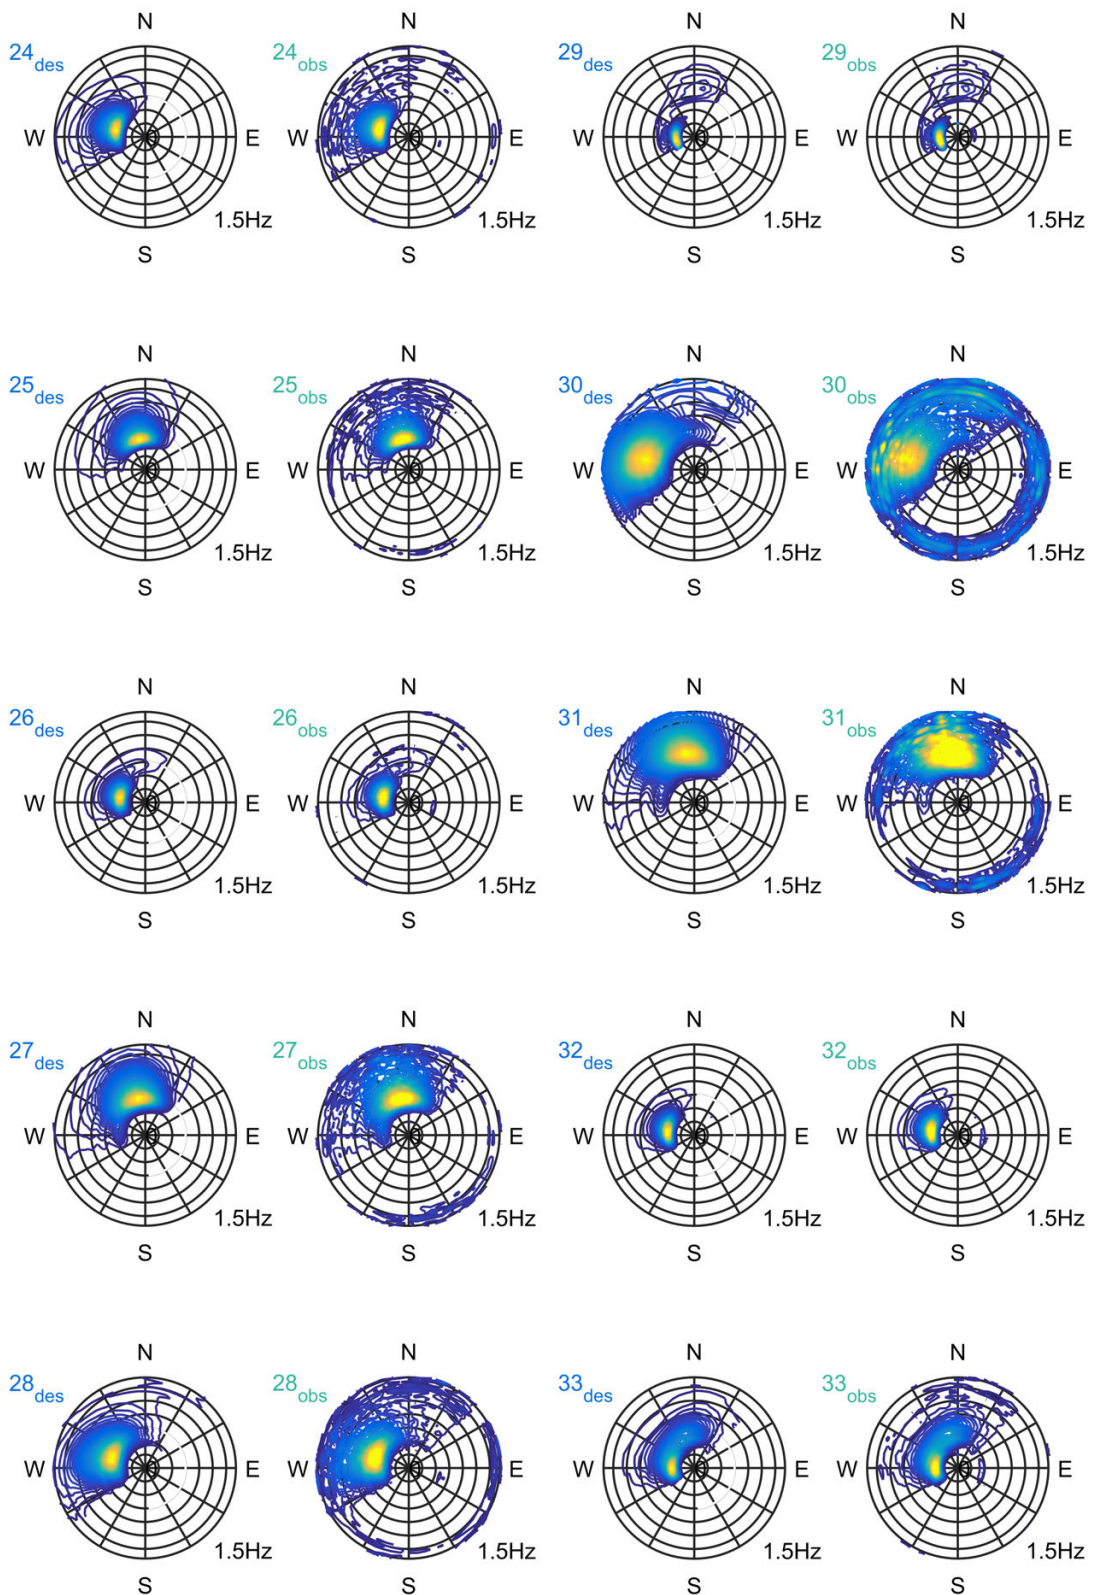 N N N N
24des 24obs 29des 29obs
W E W E W E W E
1.5Hz 1.5Hz 1.5Hz 1.5Hz
S S S S
N N N N
25des 25obs 30des 30obs
W E W E W E W E
1.5Hz 1.5Hz 1.5Hz 1.5Hz
S S S S
N N N N
26des 26obs 31des 31obs
W E W E W E W E
1.5Hz 1.5Hz 1.5Hz 1.5Hz
S S S S
N N N N
27des 27obs 32des 32obs
W E W E W E W E
1.5Hz 1.5Hz 1.5Hz 1.5Hz
S S S S
N N N N
28des 28obs 33des 33obs
W E W E W E W E
1.5Hz 1.5Hz 1.5Hz 1.5Hz
S S S S